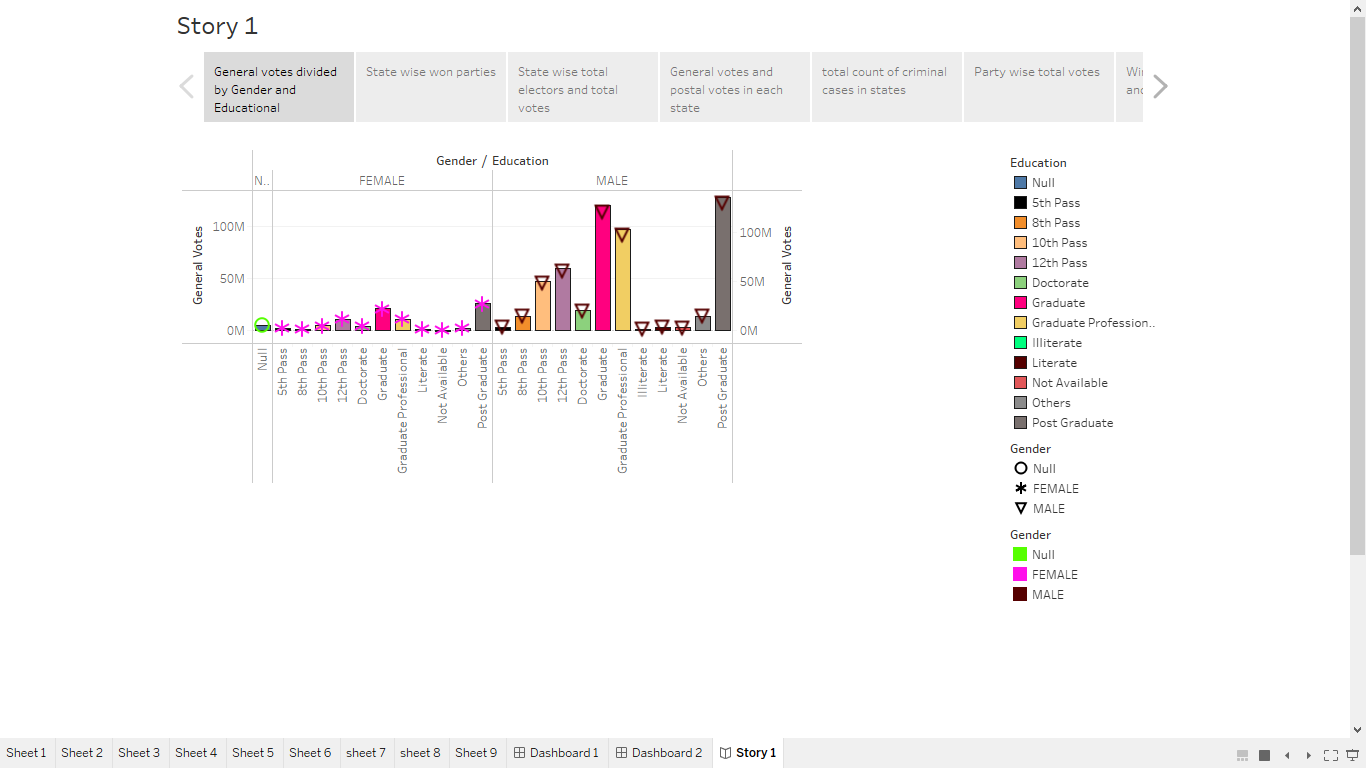 Story 1
General votes divided
by Gender and
Educational
State wise won parties
State wise total
electors and total
votes
General votes and
postal votes in each
state
total count of criminal
cases in states
Party wise total votes
Gender / Education
N..
FEMALE
MALE
General Votes
100M
50M
0M
100M
50M
0M
General Votes
Null
5th Pass
8th Pass
10th Pass
12th Pass
Doctorate
Graduate
Graduate Professional
Literate
Not Available
Others
Post Graduate
5th Pass
8th Pass
10th Pass
12th Pass
Doctorate
Graduate
Graduate Professional
Illiterate
Literate
Not Available
Others
Post Graduate
Education
Null
5th Pass
8th Pass
10th Pass
12th Pass
Doctorate
Graduate
Graduate Profession..
Illiterate
Literate
Not Available
Others
Post Graduate
Gender
Null
FEMALE
MALE
Gender
Null
FEMALE
MALE
Sheet 1 Sheet 2 Sheet 3 Sheet 4 Sheet 5 Sheet 6 sheet 7 sheet 8 Sheet 9 Dashboard 1 Dashboard 2 Story 1